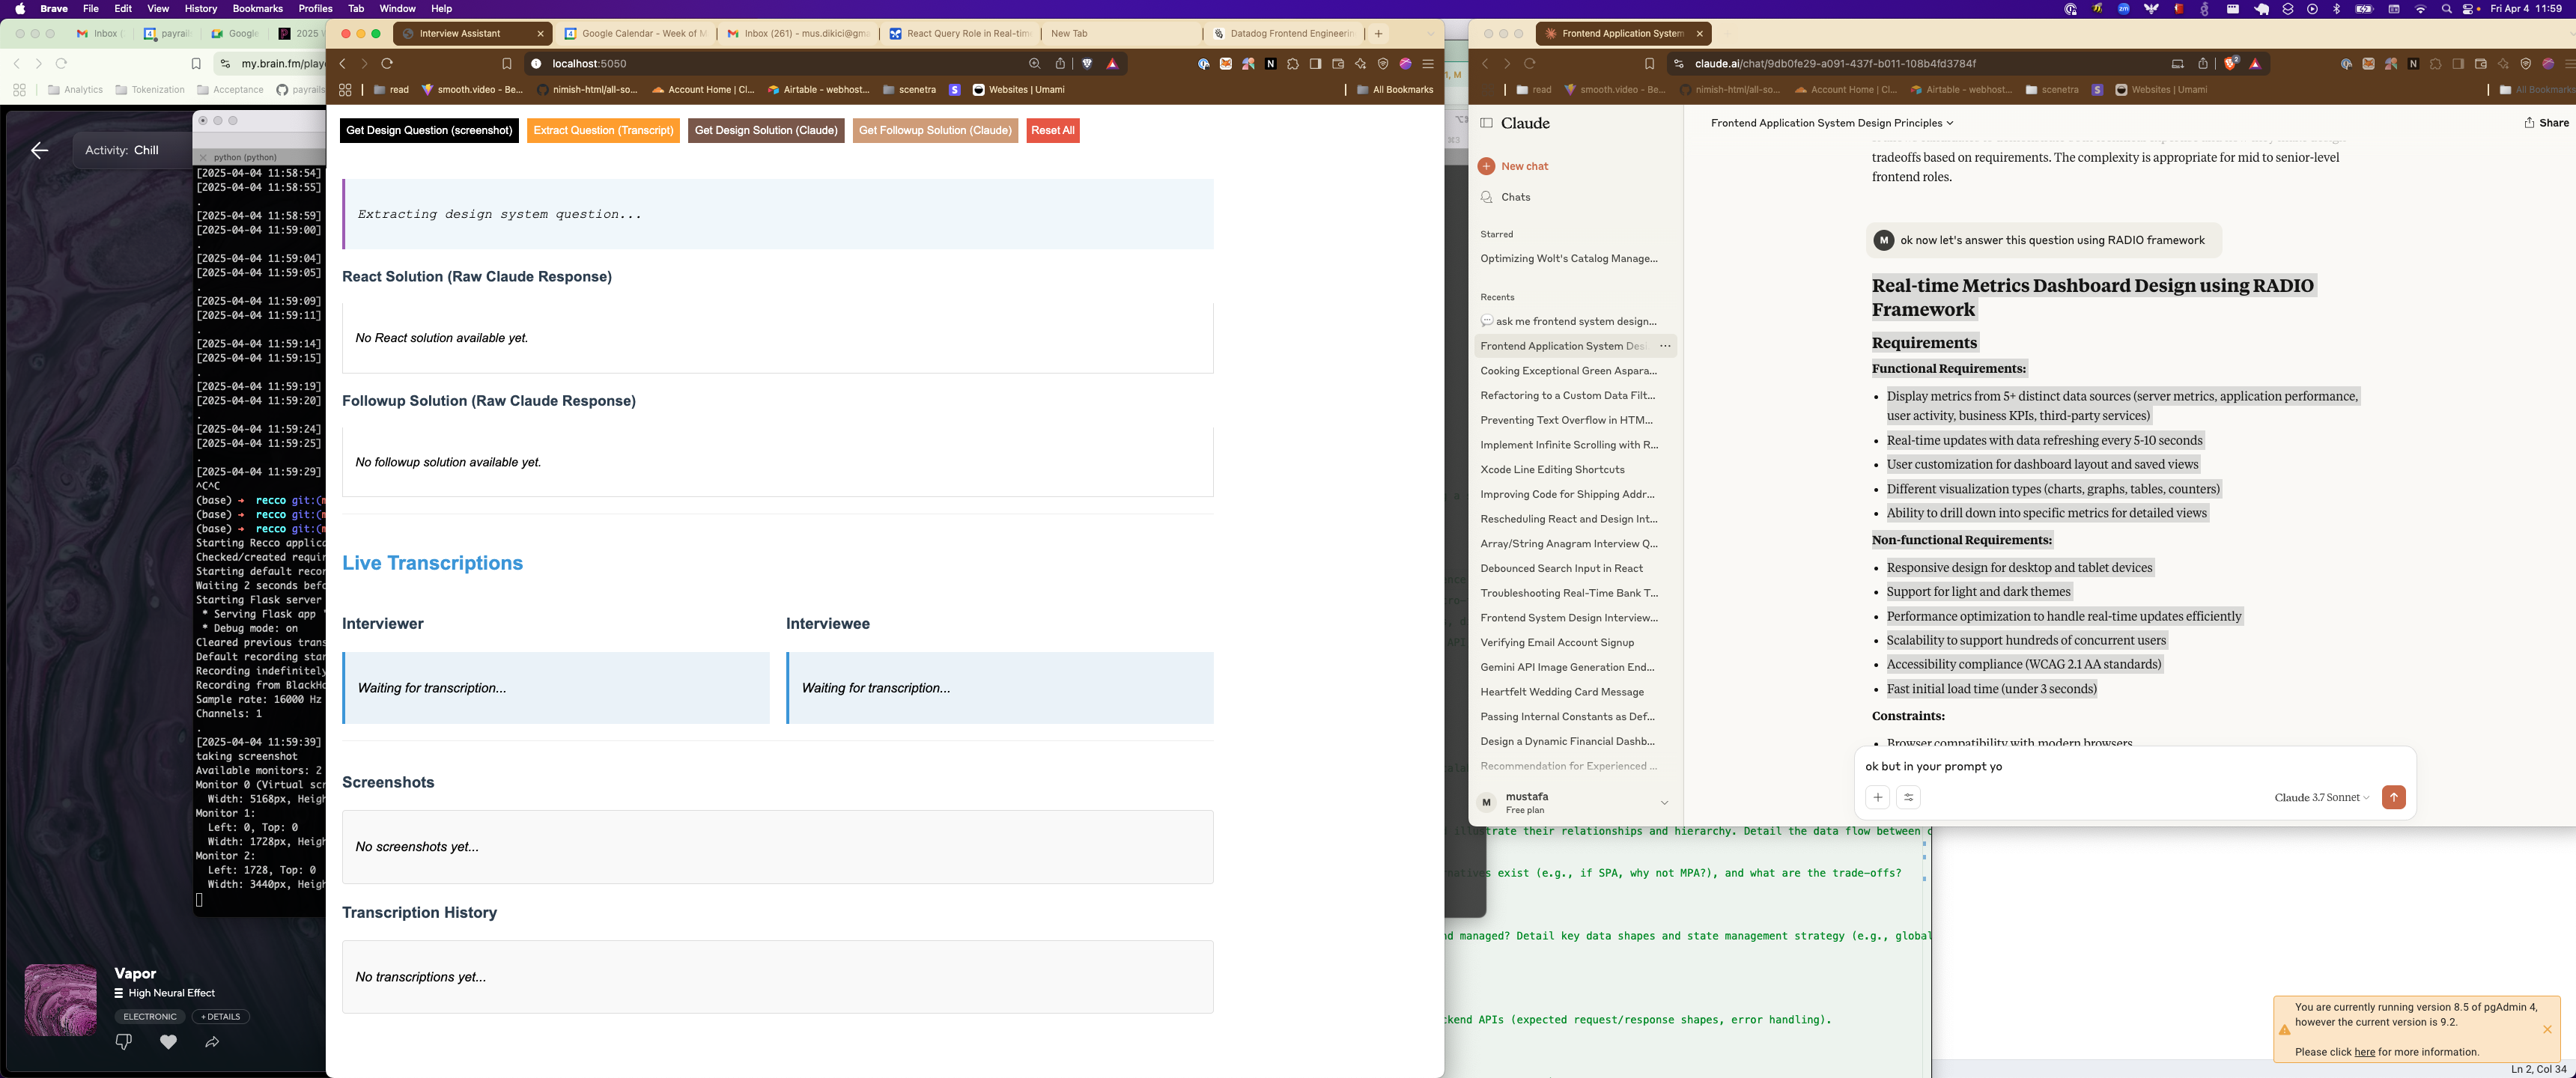 Brave File Edit View History Bookmarks Profiles Tab Window Help
Fri Apr 4 11:59
Inbox (
payrail
Google
2025
my.brain.fm/play
Analytics Tokenization Acceptance payrails
Activity: Chill
python (python)
[2025-04-04 11:58:54]
[2025-04-04 11:58:55]
.
[2025-04-04 11:58:59]
[2025-04-04 11:59:00]
.
[2025-04-04 11:59:04]
[2025-04-04 11:59:05]
.
[2025-04-04 11:59:09]
[2025-04-04 11:59:11]
.
[2025-04-04 11:59:14]
[2025-04-04 11:59:15]
.
[2025-04-04 11:59:19]
[2025-04-04 11:59:20]
.
[2025-04-04 11:59:24]
[2025-04-04 11:59:25]
.
[2025-04-04 11:59:29]
^C^C
(base) → recco git:(m
(base) → recco git:(m
(base) → recco git:(m
Starting Recco applica
Checked/created requir
Starting default recor
Waiting 2 seconds befo
Starting Flask server
* Serving Flask app '
* Debug mode: on
Cleared previous trans
Default recording star
Recording indefinitely
Recording from BlackHo
Sample rate: 16000 Hz
Channels: 1
.
[2025-04-04 11:59:39]
taking screenshot
Available monitors: 2
Monitor 0 (Virtual scr
Width: 5168px, Heigh
Monitor 1:
Left: 0, Top: 0
Width: 1728px, Heigh
Monitor 2:
Left: 1728, Top: 0
Width: 3440px, Heigh
Vapor
High Neural Effect
ELECTRONIC + DETAILS
Interview Assistant
Google Calendar - Week of M
Inbox (261) - mus.dikici@gma
React Query Role in Real-tim
New Tab
Datadog Frontend Engineerin
localhost:5050
read smooth.video - Be... nimish-html/all-so... Account Home | Cl... Airtable - webhost... scenetra Websites | Umami All Bookmarks
Get Design Question (screenshot) Extract Question (Transcript) Get Design Solution (Claude) Get Followup Solution (Claude) Reset All
Extracting design system question...
React Solution (Raw Claude Response)
No React solution available yet.
Followup Solution (Raw Claude Response)
No followup solution available yet.
Live Transcriptions
Interviewer Interviewee
Waiting for transcription... Waiting for transcription...
Screenshots
No screenshots yet...
Transcription History
No transcriptions yet...
Frontend Application System
claude.ai/chat/9db0fe29-a091-437f-b011-108b4fd3784f
read smooth.video - Be... nimish-html/all-so... Account Home | Cl... Airtable - webhost... scenetra Websites | Umami All Bookmarks
Claude
New chat
Chats
Starred
Optimizing Wolt's Catalog Manage...
Recents
ask me frontend system design...
Frontend Application System Des
Cooking Exceptional Green Aspara...
Refactoring to a Custom Data Filt...
Preventing Text Overflow in HTM...
Implement Infinite Scrolling with R...
Xcode Line Editing Shortcuts
Improving Code for Shipping Addr...
Rescheduling React and Design Int...
Array/String Anagram Interview Q...
Debounced Search Input in React
Troubleshooting Real-Time Bank T...
Frontend System Design Interview...
Verifying Email Account Signup
Gemini API Image Generation End...
Heartfelt Wedding Card Message
Passing Internal Constants as Def...
Design a Dynamic Financial Dashb...
Recommendation for Experienced ...
M mustafa
Free plan
Frontend Application System Design Principles
Share
tradeoffs based on requirements. The complexity is appropriate for mid to senior-level
frontend roles.
M ok now let's answer this question using RADIO framework
Real-time Metrics Dashboard Design using RADIO
Framework
Requirements
Functional Requirements:
• Display metrics from 5+ distinct data sources (server metrics, application performance,
user activity, business KPIs, third-party services)
• Real-time updates with data refreshing every 5-10 seconds
• User customization for dashboard layout and saved views
• Different visualization types (charts, graphs, tables, counters)
• Ability to drill down into specific metrics for detailed views
Non-functional Requirements:
• Responsive design for desktop and tablet devices
• Support for light and dark themes
• Performance optimization to handle real-time updates efficiently
• Scalability to support hundreds of concurrent users
• Accessibility compliance (WCAG 2.1 AA standards)
• Fast initial load time (under 3 seconds)
Constraints:
• Browser compatibility with modern browsers
ok but in your prompt yo
Claude 3.7 Sonnet
illustrate their relationships and hierarchy. Detail the data flow between c
natives exist (e.g., if SPA, why not MPA?), and what are the trade-offs?
nd managed? Detail key data shapes and state management strategy (e.g., global
ckend APIs (expected request/response shapes, error handling).
You are currently running version 8.5 of pgAdmin 4,
however the current version is 9.2.
Please click here for more information.
Ln 2, Col 34